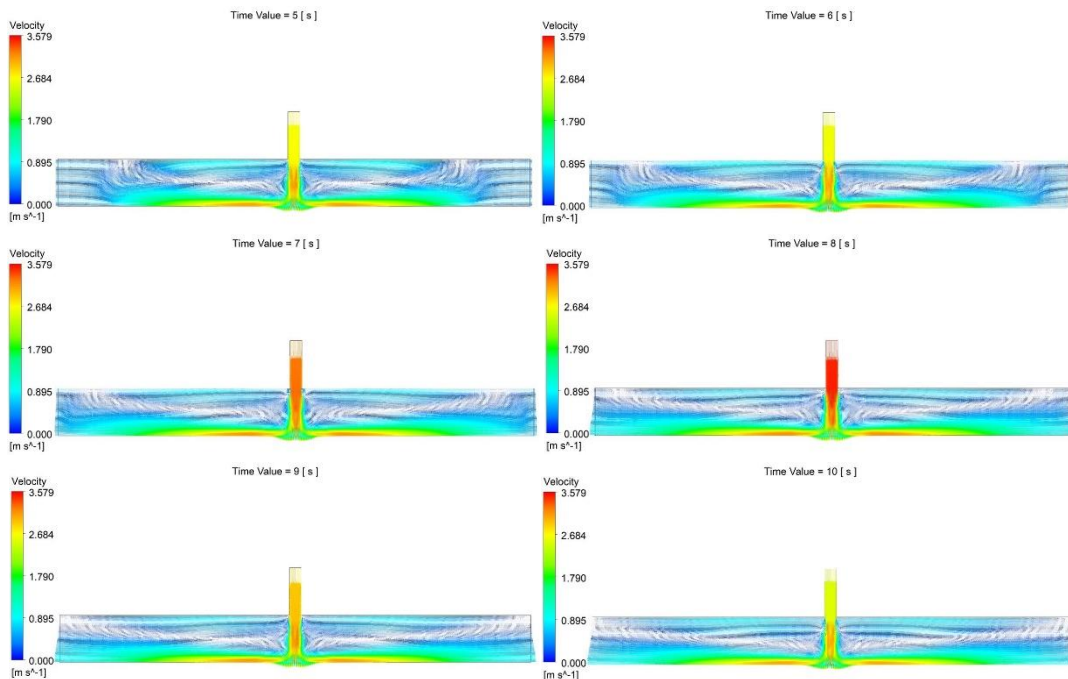 Time Value = 5 [ s ]
Velocity
3.579
2.684
1.790
0.895
0.000
[m s^-1]
Time Value = 6 [ s ]
Velocity
3.579
2.684
1.790
0.895
0.000
[m s^-1]
Time Value = 7 [ s ]
Velocity
3.579
2.684
1.790
0.895
0.000
[m s^-1]
Time Value = 8 [ s ]
Velocity
3.579
2.684
1.790
0.895
0.000
[m s^-1]
Time Value = 9 [ s ]
Velocity
3.579
2.684
1.790
0.895
0.000
[m s^-1]
Time Value = 10 [ s ]
Velocity
3.579
2.684
1.790
0.895
0.000
[m s^-1]